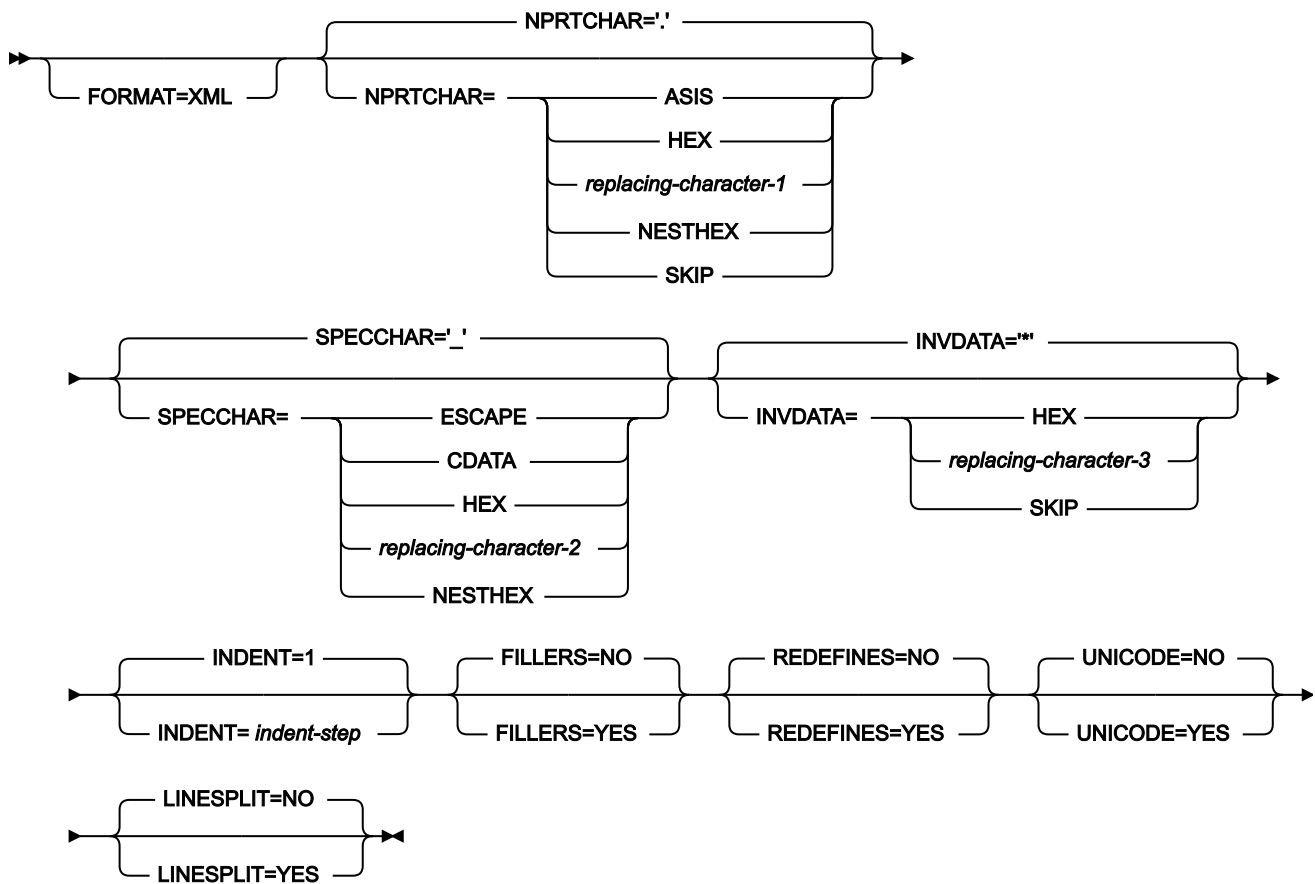 NPRTCHAR='.'
FORMAT=XML
NPRTCHAR=
ASIS
HEX
replacing-character-1
NESTHEX
SKIP
SPECCHAR='_'
SPECCHAR=
ESCAPE
CDATA
HEX
replacing-character-2
NESTHEX
INVDATA='*'
INVDATA=
HEX
replacing-character-3
SKIP
INDENT=1
INDENT= indent-step
FILLERS=NO
FILLERS=YES
REDEFINES=NO
REDEFINES=YES
UNICODE=NO
UNICODE=YES
LINESPLIT=NO
LINESPLIT=YES